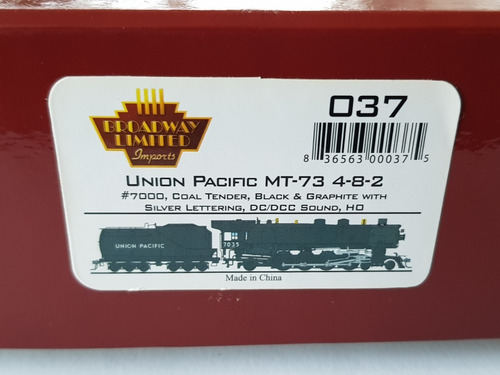 BROADWAY
LIMITED
Imports
037
8 36563 00037 5
UNION PACIFIC MT-73 4-8-2
#7000, COAL TENDER, BLACK & GRAPHITE WITH
SILVER LETTERING, DC/DCC SOUND, HO
UNION PACIFIC
7035
Made in China